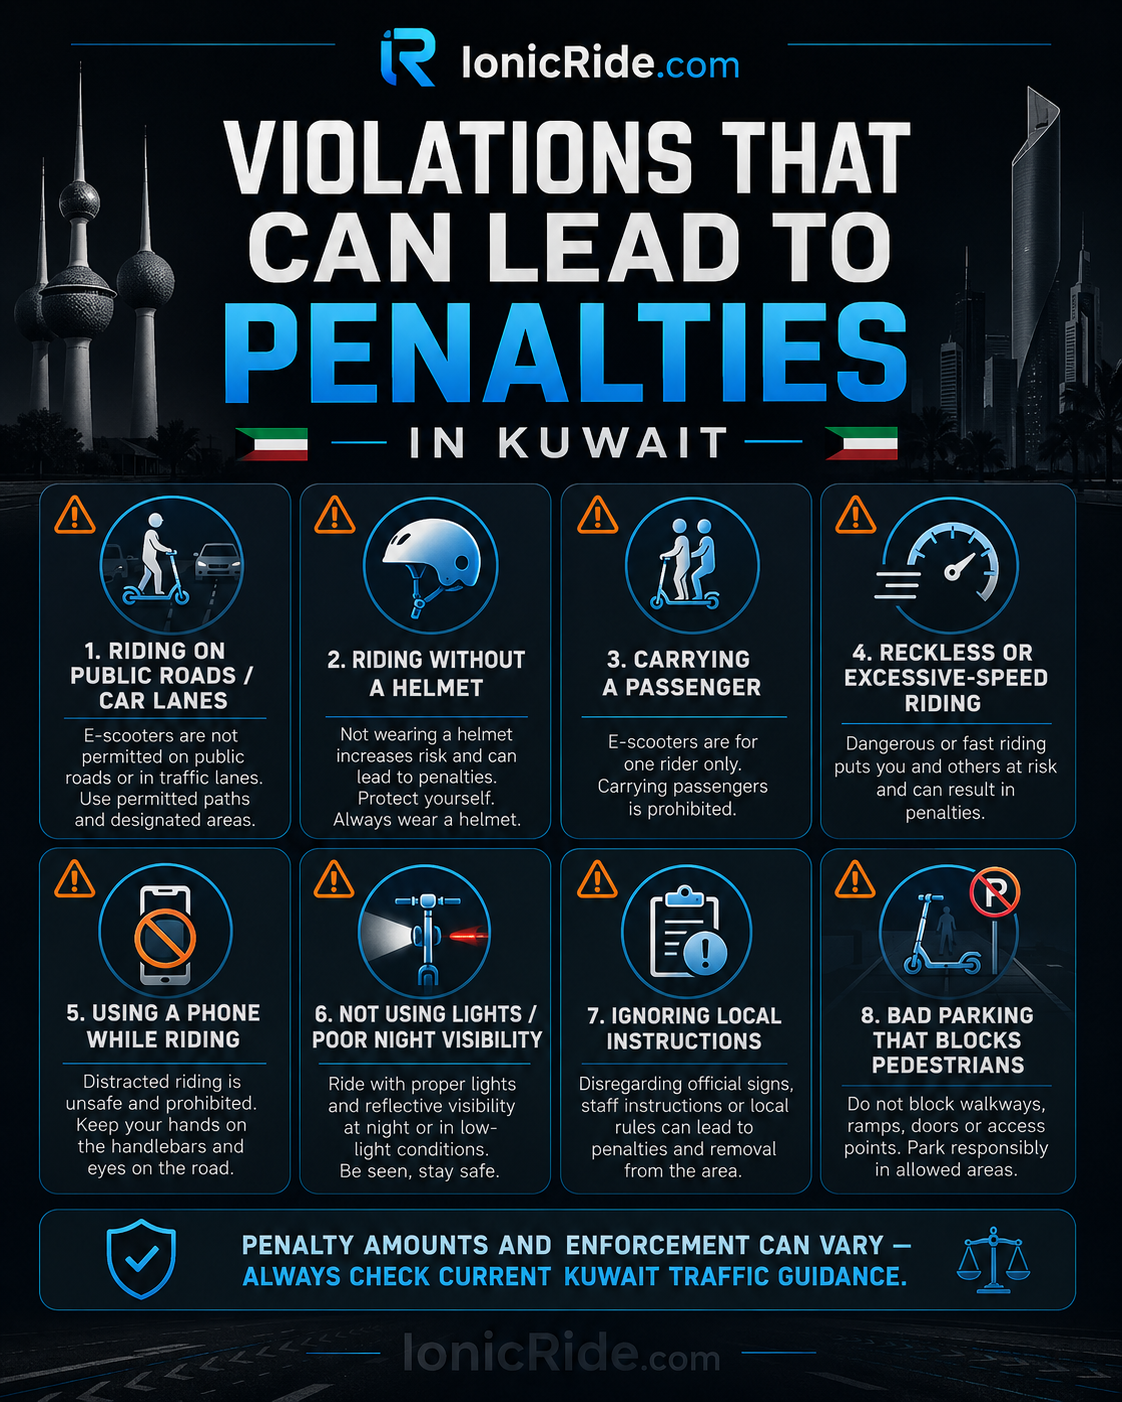 iR IonicRide.com
VIOLATIONS THAT
CAN LEAD TO
PENALTIES
IN KUWAIT
1. RIDING ON
PUBLIC ROADS /
CAR LANES
E-scooters are not
permitted on public
roads or in traffic lanes.
Use permitted paths
and designated areas.
2. RIDING WITHOUT
A HELMET
Not wearing a helmet
increases risk and can
lead to penalties.
Protect yourself.
Always wear a helmet.
3. CARRYING
A PASSENGER
E-scooters are for
one rider only.
Carrying passengers
is prohibited.
4. RECKLESS OR
EXCESSIVE-SPEED
RIDING
Dangerous or fast riding
puts you and others at risk
and can result in
penalties.
5. USING A PHONE
WHILE RIDING
Distracted riding is
unsafe and prohibited.
Keep your hands on
the handlebars and
eyes on the road.
6. NOT USING LIGHTS /
POOR NIGHT VISIBILITY
Ride with proper lights
and reflective visibility
at night or in low-
light conditions.
Be seen, stay safe.
7. IGNORING LOCAL
INSTRUCTIONS
Disregarding official signs,
staff instructions or local
rules can lead to
penalties and removal
from the area.
P
8. BAD PARKING
THAT BLOCKS
PEDESTRIANS
Do not block walkways,
ramps, doors or access
points. Park responsibly
in allowed areas.
PENALTY AMOUNTS AND ENFORCEMENT CAN VARY –
ALWAYS CHECK CURRENT KUWAIT TRAFFIC GUIDANCE.
IonicRide.com